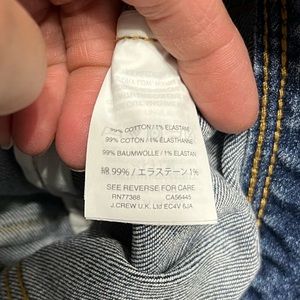 99% COTTON / 1% ELASTANE
99% COTON / 1% ÉLASTHANNE
99% BAUMWOLLE / 1% ELASTAN
綿 99% / エラステーン 1%
SEE REVERSE FOR CARE
RN77388 CA56445
J.CREW U.K. Ltd EC4V 6JA